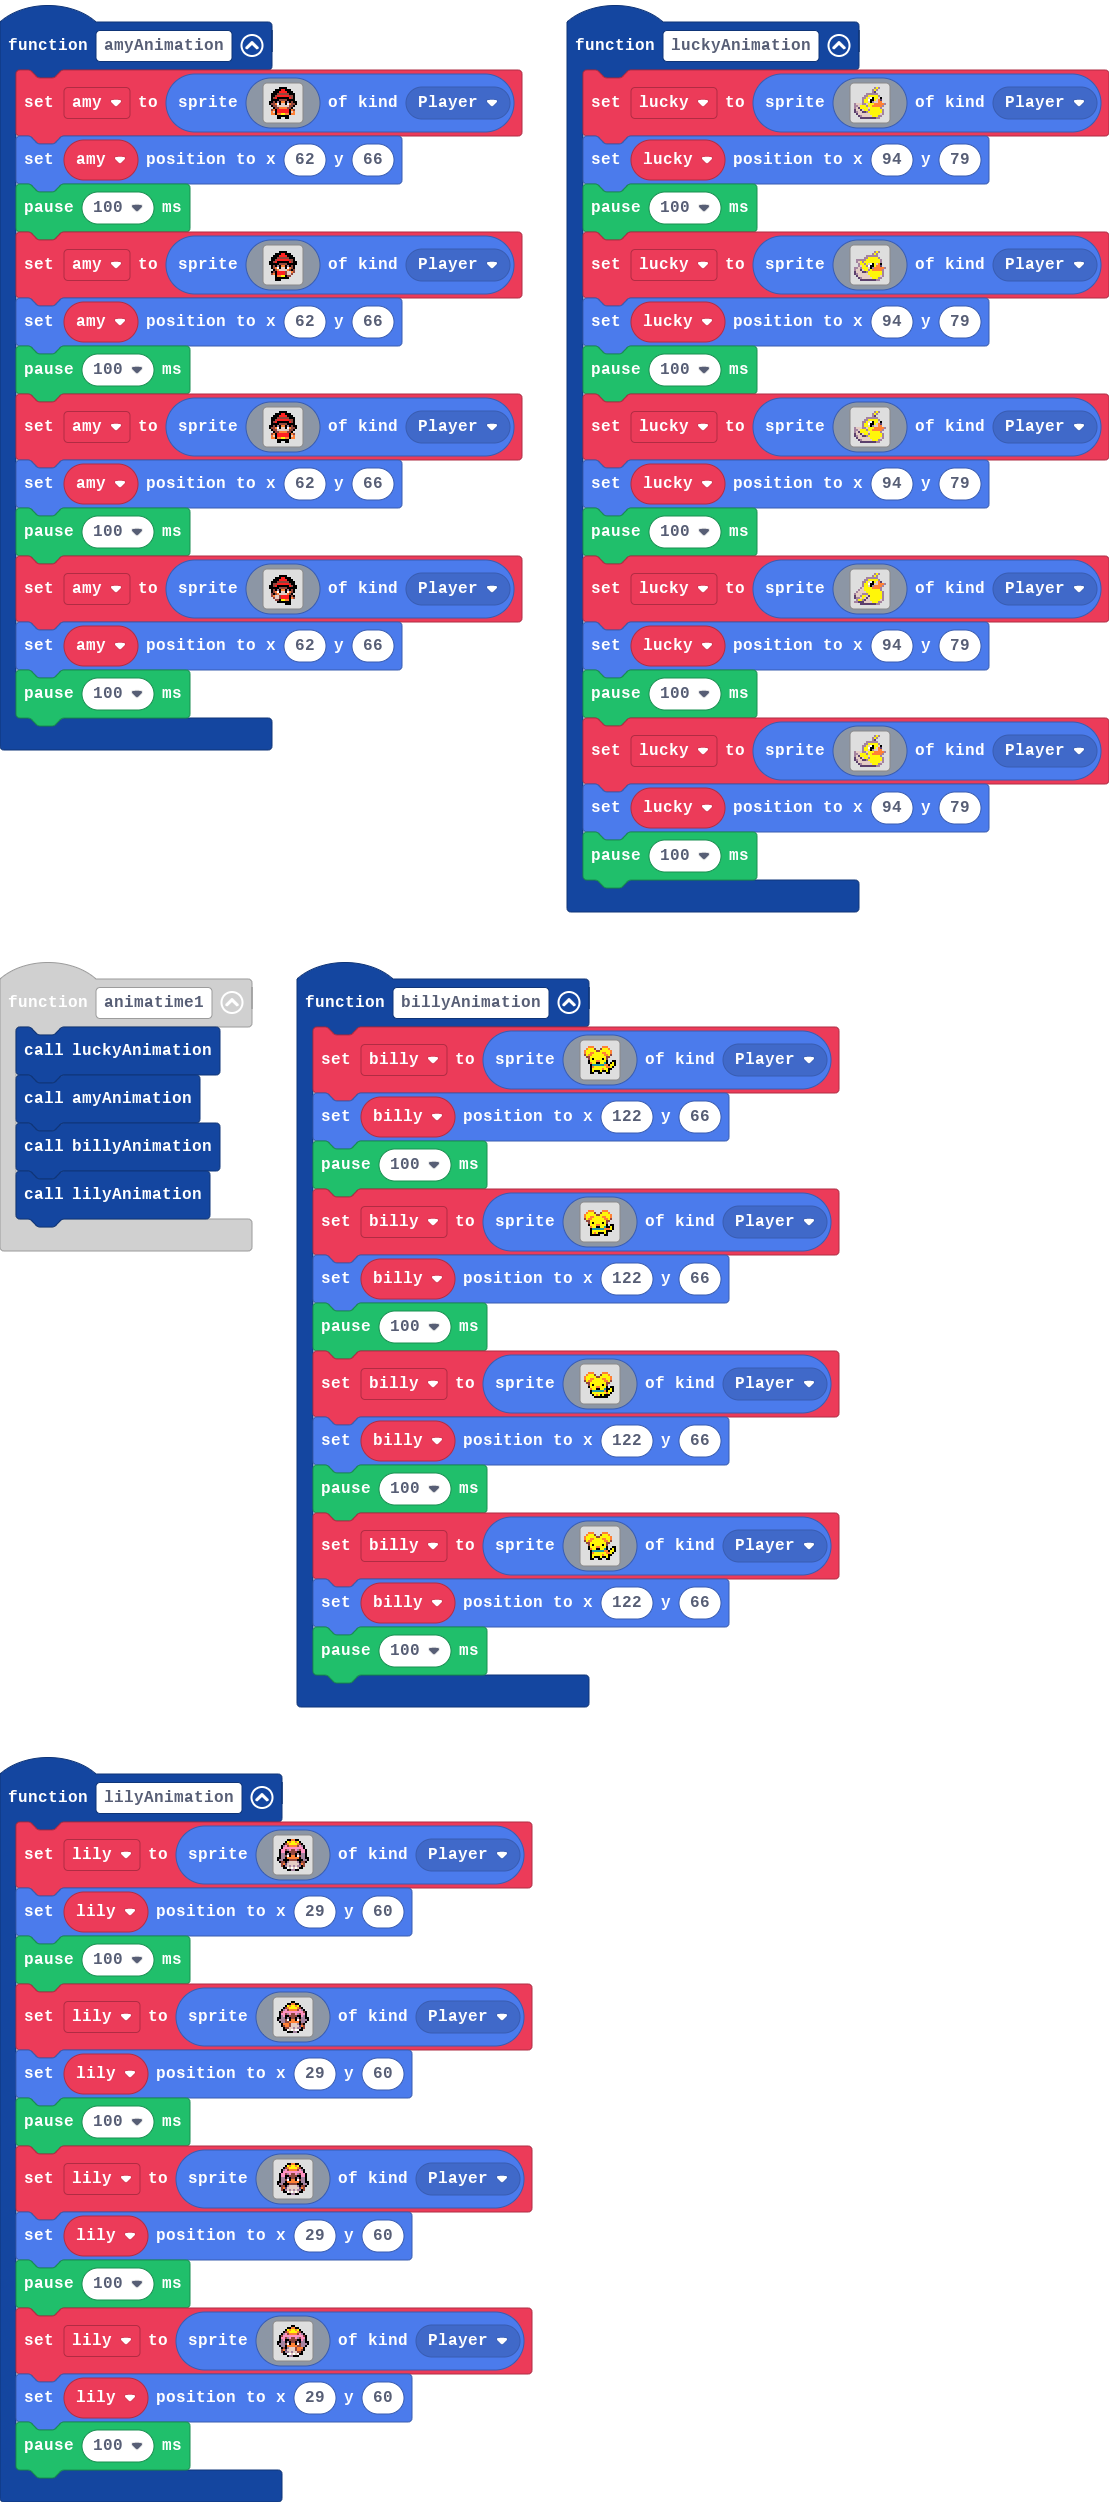 function amyAnimation
set amy to sprite of kind Player
set amy position to x 62 y 66
pause 100 ms
set amy to sprite of kind Player
set amy position to x 62 y 66
pause 100 ms
set amy to sprite of kind Player
set amy position to x 62 y 66
pause 100 ms
set amy to sprite of kind Player
set amy position to x 62 y 66
pause 100 ms
function luckyAnimation
set lucky to sprite of kind Player
set lucky position to x 94 y 79
pause 100 ms
set lucky to sprite of kind Player
set lucky position to x 94 y 79
pause 100 ms
set lucky to sprite of kind Player
set lucky position to x 94 y 79
pause 100 ms
set lucky to sprite of kind Player
set lucky position to x 94 y 79
pause 100 ms
set lucky to sprite of kind Player
set lucky position to x 94 y 79
pause 100 ms
function animatime1
call luckyAnimation
call amyAnimation
call billyAnimation
call lilyAnimation
function billyAnimation
set billy to sprite of kind Player
set billy position to x 122 y 66
pause 100 ms
set billy to sprite of kind Player
set billy position to x 122 y 66
pause 100 ms
set billy to sprite of kind Player
set billy position to x 122 y 66
pause 100 ms
set billy to sprite of kind Player
set billy position to x 122 y 66
pause 100 ms
function lilyAnimation
set lily to sprite of kind Player
set lily position to x 29 y 60
pause 100 ms
set lily to sprite of kind Player
set lily position to x 29 y 60
pause 100 ms
set lily to sprite of kind Player
set lily position to x 29 y 60
pause 100 ms
set lily to sprite of kind Player
set lily position to x 29 y 60
pause 100 ms